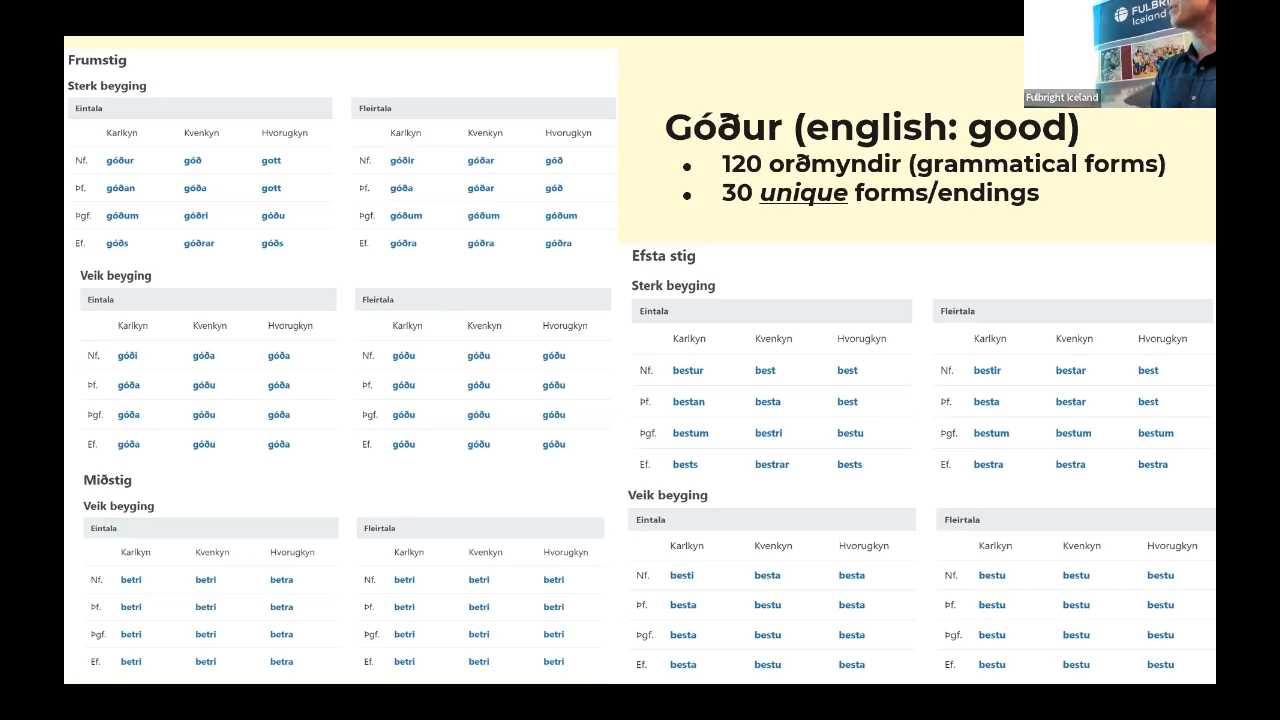 Frumstig
Sterk beyging
Eintala
Karlkyn Kvenkyn Hvorugkyn
Nf. góður góð gott
Þf. góðan góða gott
Þgf. góðum góðri góðu
Ef. góðs góðrar góðs
Fleirtala
Karlkyn Kvenkyn Hvorugkyn
Nf. góðir góðar góð
Þf. góða góðar góð
Þgf. góðum góðum góðum
Ef. góðra góðra góðra
Veik beyging
Eintala
Karlkyn Kvenkyn Hvorugkyn
Nf. góði góða góða
Þf. góða góðu góða
Þgf. góða góðu góða
Ef. góða góðu góða
Fleirtala
Karlkyn Kvenkyn Hvorugkyn
Nf. góðu góðu góðu
Þf. góðu góðu góðu
Þgf. góðu góðu góðu
Ef. góðu góðu góðu
Miðstig
Veik beyging
Eintala
Karlkyn Kvenkyn Hvorugkyn
Nf. betri betri betra
Þf. betri betri betra
Þgf. betri betri betra
Ef. betri betri betra
Fleirtala
Karlkyn Kvenkyn Hvorugkyn
Nf. betri betri betri
Þf. betri betri betri
Þgf. betri betri betri
Ef. betri betri betri
Góður (english: good)
• 120 orðmyndir (grammatical forms)
• 30 unique forms/endings
Efsta stig
Sterk beyging
Eintala
Karlkyn Kvenkyn Hvorugkyn
Nf. bestur best best
Þf. bestan besta best
Þgf. bestum bestri bestu
Ef. bests bestrar bests
Fleirtala
Karlkyn Kvenkyn Hvorugkyn
Nf. bestir bestar best
Þf. besta bestar best
Þgf. bestum bestum bestum
Ef. bestra bestra bestra
Veik beyging
Eintala
Karlkyn Kvenkyn Hvorugkyn
Nf. besti besta besta
Þf. besta bestu besta
Þgf. besta bestu besta
Ef. besta bestu besta
Fleirtala
Karlkyn Kvenkyn Hvorugkyn
Nf. bestu bestu bestu
Þf. bestu bestu bestu
Þgf. bestu bestu bestu
Ef. bestu bestu bestu
Iceland
Fulbright Iceland